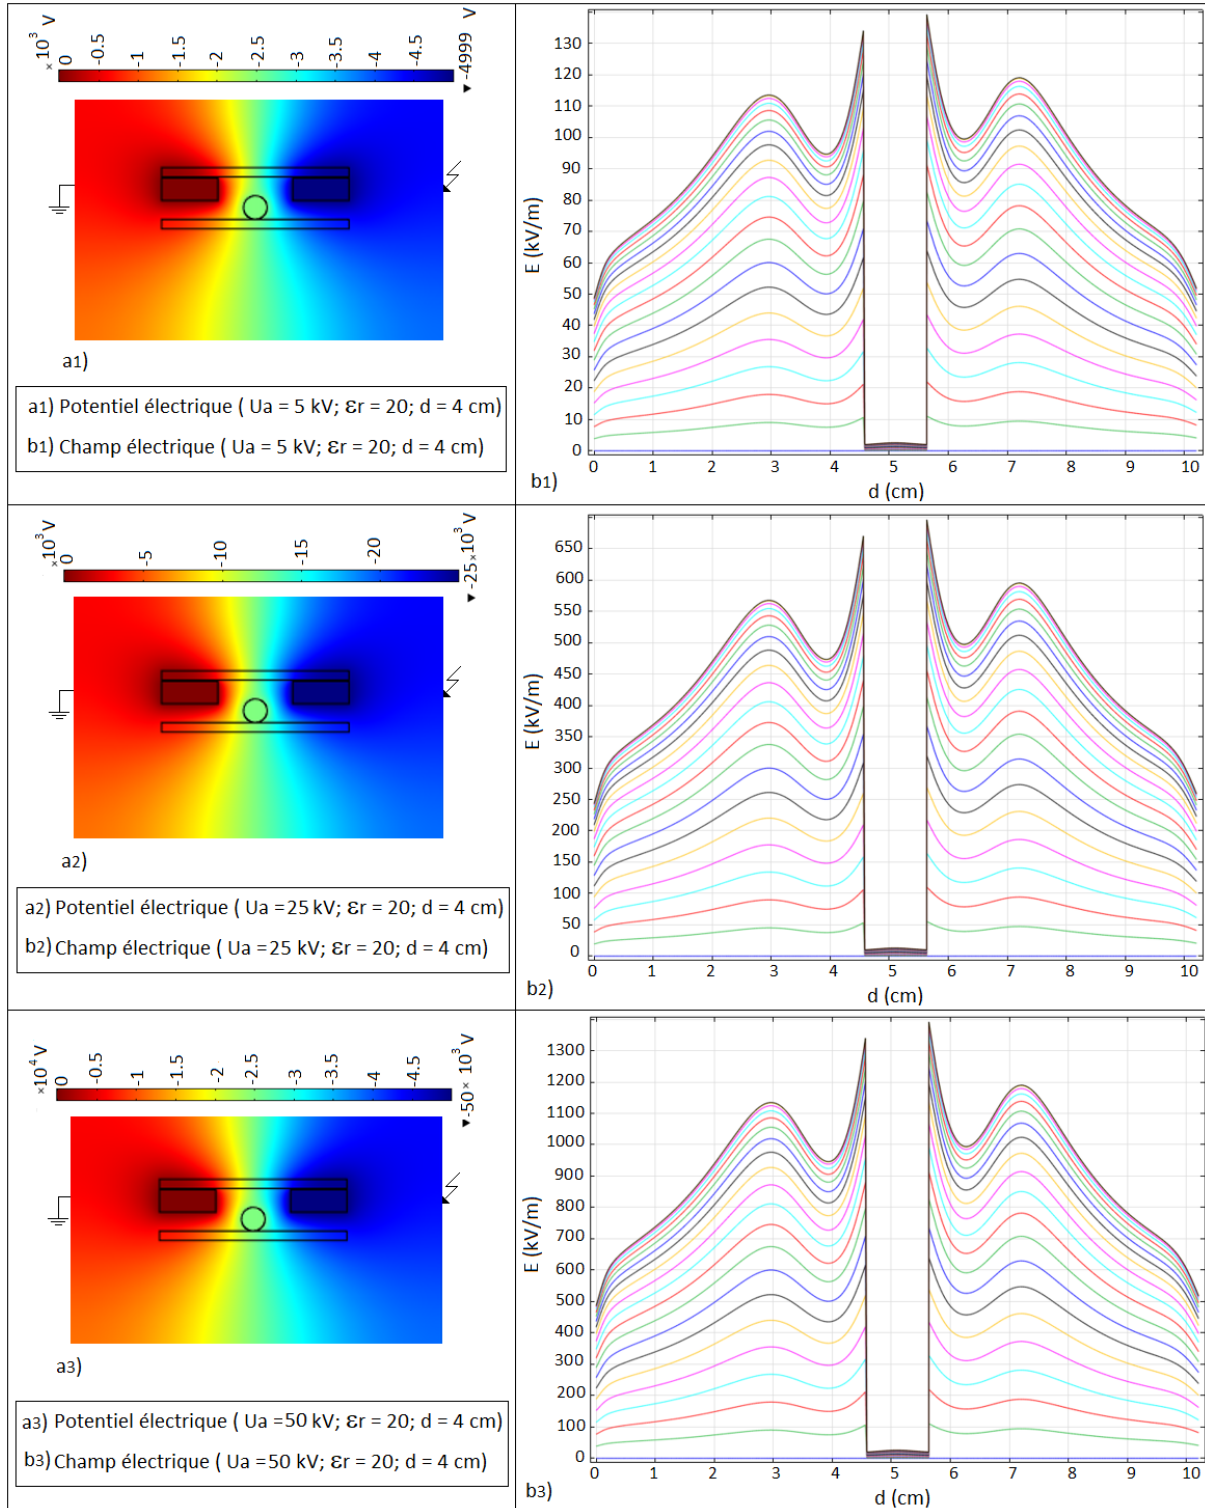 ×10³ 0 -0.5 -1 -1.5 -2 -2.5 -3 -3.5 -4 -4.5 ▼ -4999 V
a1)
a1) Potentiel électrique ( Ua = 5 kV; Ɛr = 20; d = 4 cm)
b1) Champ électrique ( Ua = 5 kV; Ɛr = 20; d = 4 cm)
E (kV/m)
130
120
110
100
90
80
70
60
50
40
30
20
10
0
0 1 2 3 4 5 6 7 8 9 10
b1) d (cm)
×10³ V 0 -5 -10 -15 -20 ▼ -25×10³ V
a2)
a2) Potentiel électrique ( Ua = 25 kV; Ɛr = 20; d = 4 cm)
b2) Champ électrique ( Ua = 25 kV; Ɛr = 20; d = 4 cm)
E (kV/m)
650
600
550
500
450
400
350
300
250
200
150
100
50
0
0 1 2 3 4 5 6 7 8 9 10
b2) d (cm)
×10⁴ V 0 -0.5 -1 -1.5 -2 -2.5 -3 -3.5 -4 -4.5 ▼ -50× 10³ V
a3)
a3) Potentiel électrique ( Ua = 50 kV; Ɛr = 20; d = 4 cm)
b3) Champ électrique ( Ua = 50 kV; Ɛr = 20; d = 4 cm)
E (kV/m)
1300
1200
1100
1000
900
800
700
600
500
400
300
200
100
0
0 1 2 3 4 5 6 7 8 9 10
b3) d (cm)